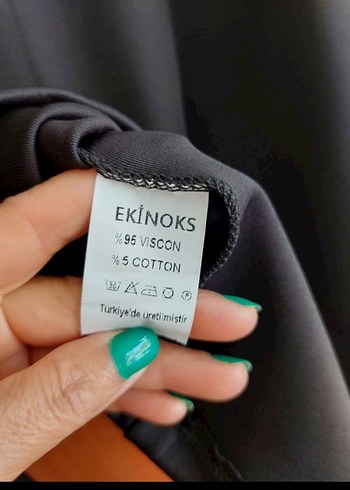 EKİNOKS
%95 VISCON
%5 COTTON
Türkiye'de üretilmiştir